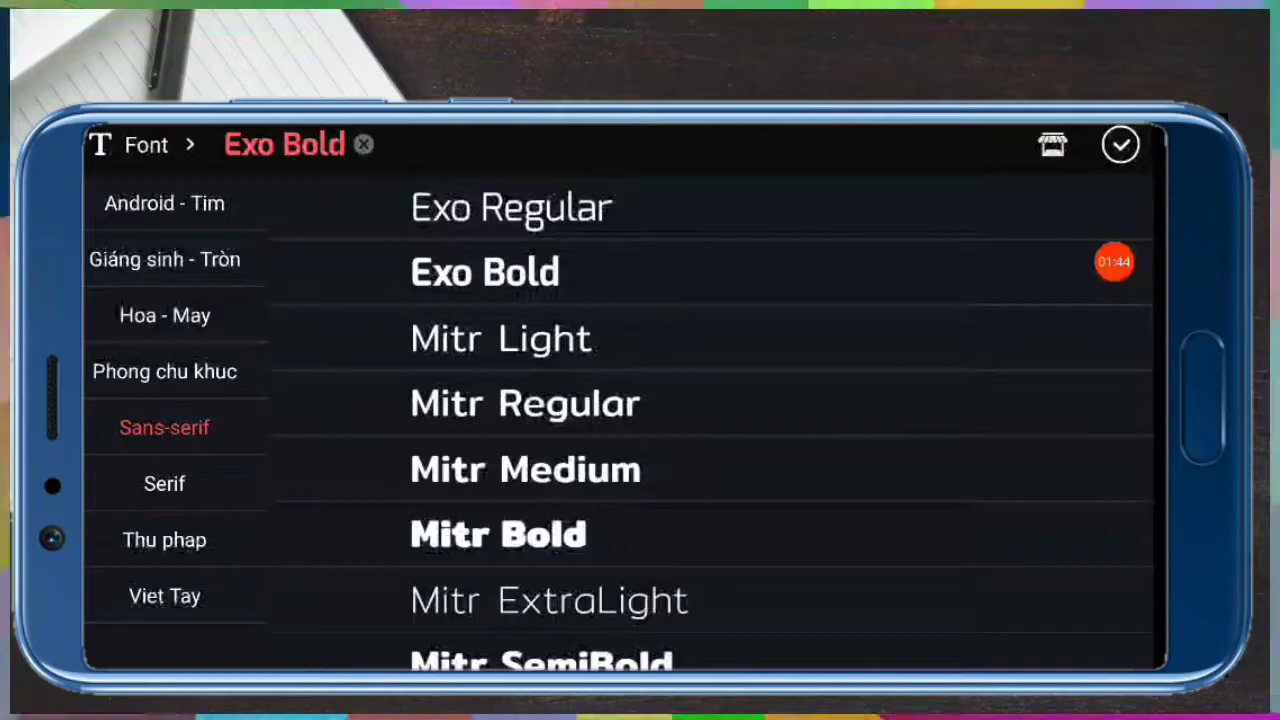 T Font > Exo Bold
Android - Tim
Giáng sinh - Tròn
Hoa - May
Phong chu khuc
Sans-serif
Serif
Thu phap
Viet Tay
Exo Regular
Exo Bold
Mitr Light
Mitr Regular
Mitr Medium
Mitr Bold
Mitr ExtraLight
Mitr SemiBold
01:44